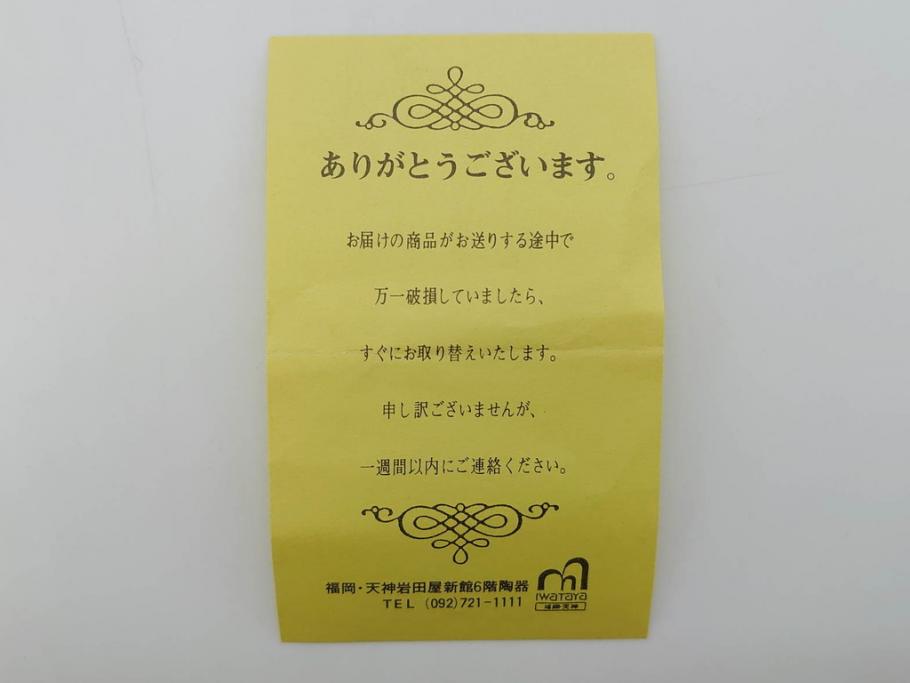 ありがとうございます。
お届けの商品がお送りする途中で
万一破損していましたら、
すぐにお取り替えいたします。
申し訳ございませんが、
一週間以内にご連絡ください。
福岡・天神岩田屋新館6階陶器
TEL (092)721-1111
IWATAYA
福岡・天神